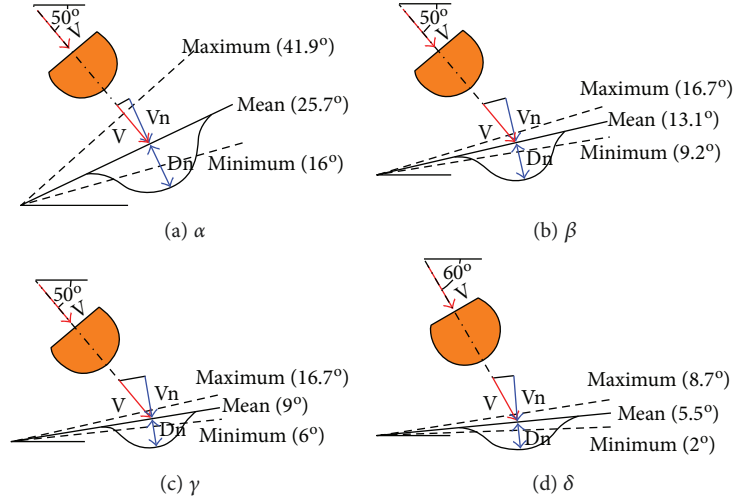 50°
V
Maximum (41.9°)
Mean (25.7°)
Vn
V
Dn
Minimum (16°)
(a) α
50°
V
Maximum (16.7°)
Mean (13.1°)
Vn
V
Minimum (9.2°)
Dn
(b) β
50°
V
Maximum (16.7°)
Vn
Mean (9°)
V
Minimum (6°)
Dn
(c) γ
60°
V
Maximum (8.7°)
Vn
V
Mean (5.5°)
Dn
Minimum (2°)
(d) δ